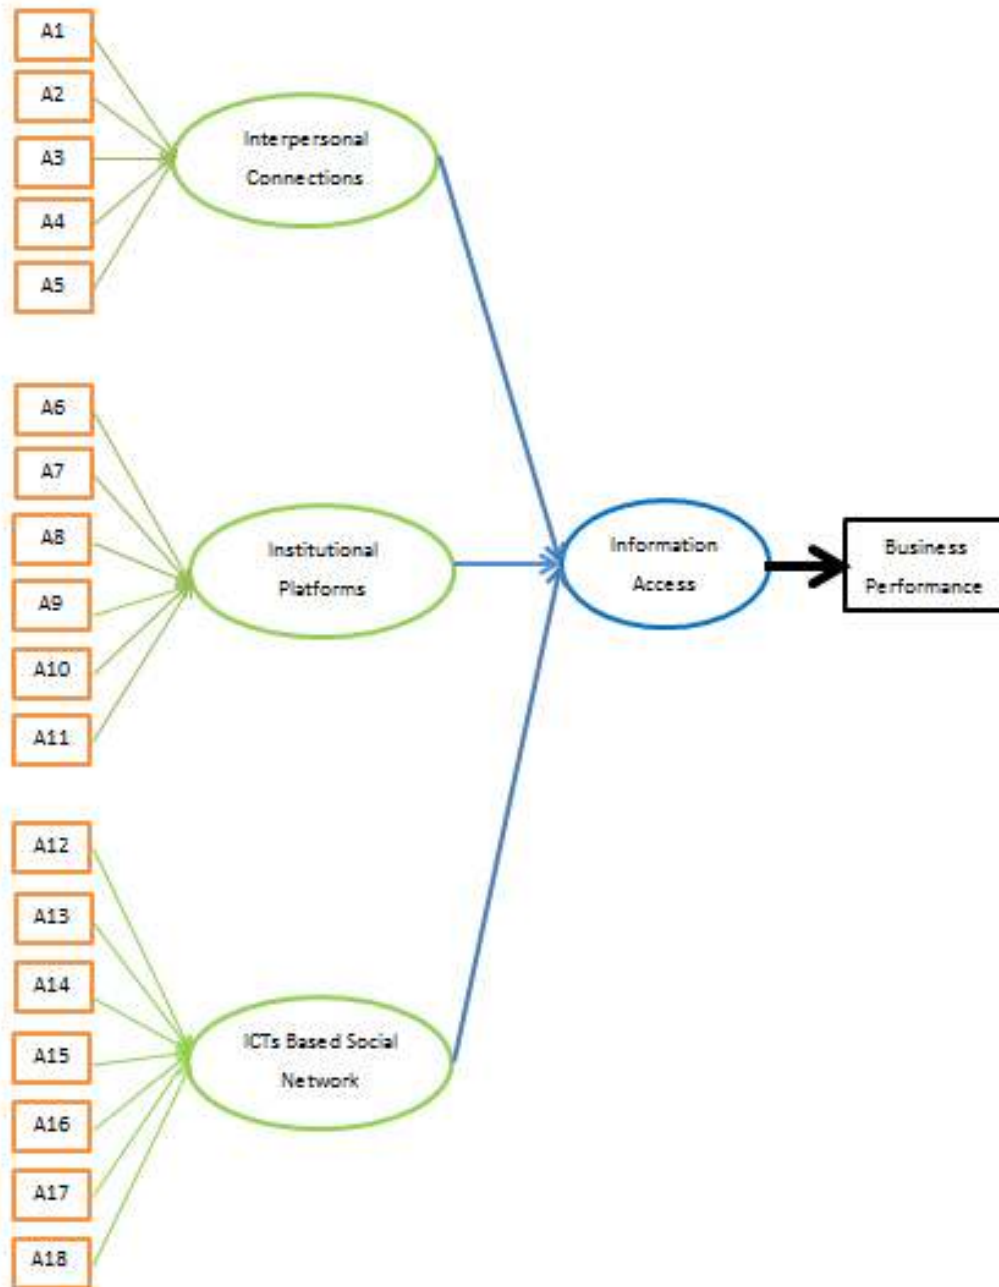 A1
A2
A3
A4
A5
Interpersonal
Connections
A6
A7
A8
A9
A10
A11
Institutional
Platforms
Information
Access
Business
Performance
A12
A13
A14
A15
A16
A17
A18
ICTs Based Social
Network